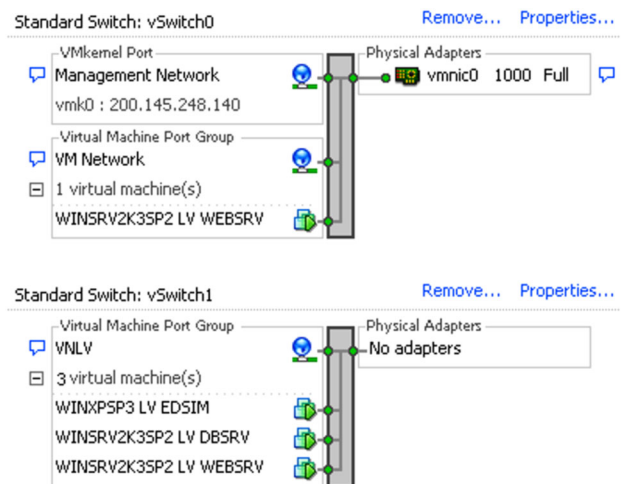 Standard Switch: vSwitch0 Remove... Properties...
VMkernel Port Physical Adapters
Management Network vmnic0 1000 Full
vmk0 : 200.145.248.140
Virtual Machine Port Group
VM Network
1 virtual machine(s)
WINSRV2K3SP2 LV WEBSRV
Standard Switch: vSwitch1 Remove... Properties...
Virtual Machine Port Group Physical Adapters
VNLV No adapters
3 virtual machine(s)
WINXPSP3 LV EDSIM
WINSRV2K3SP2 LV DBSRV
WINSRV2K3SP2 LV WEBSRV